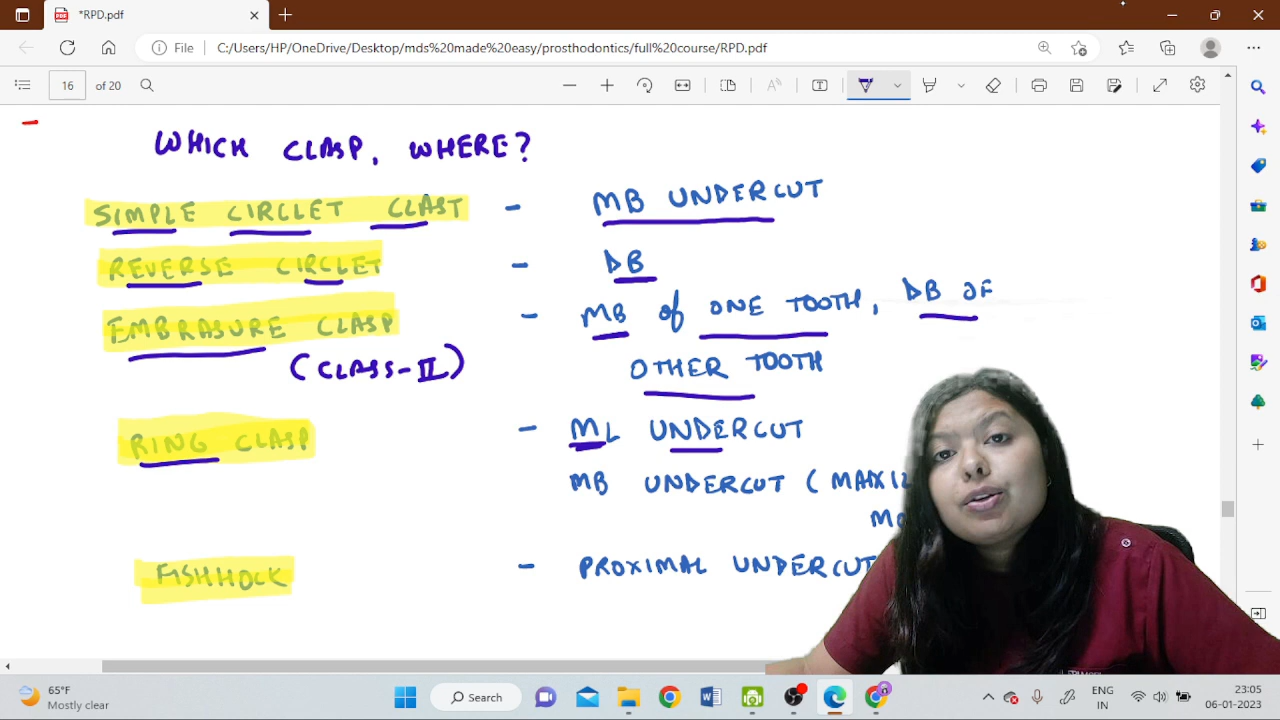 *RPD.pdf
File C:/Users/HP/OneDrive/Desktop/mds%20made%20easy/prosthodontics/full%20course/RPD.pdf
16 of 20
WHICH CLASP, WHERE?
SIMPLE CIRCLET CLAST - MB UNDERCUT
REVERSE CIRCLET - DB
EMBRASURE CLASP - MB of ONE TOOTH, DB OF
(CLASS-II) OTHER TOOTH
RING CLASP - ML UNDERCUT
MB UNDERCUT (
FISHHOCK - PROXIMAL UNDERCUT
65°F
Mostly clear
Search
ENG
IN
23:05
06-01-2023